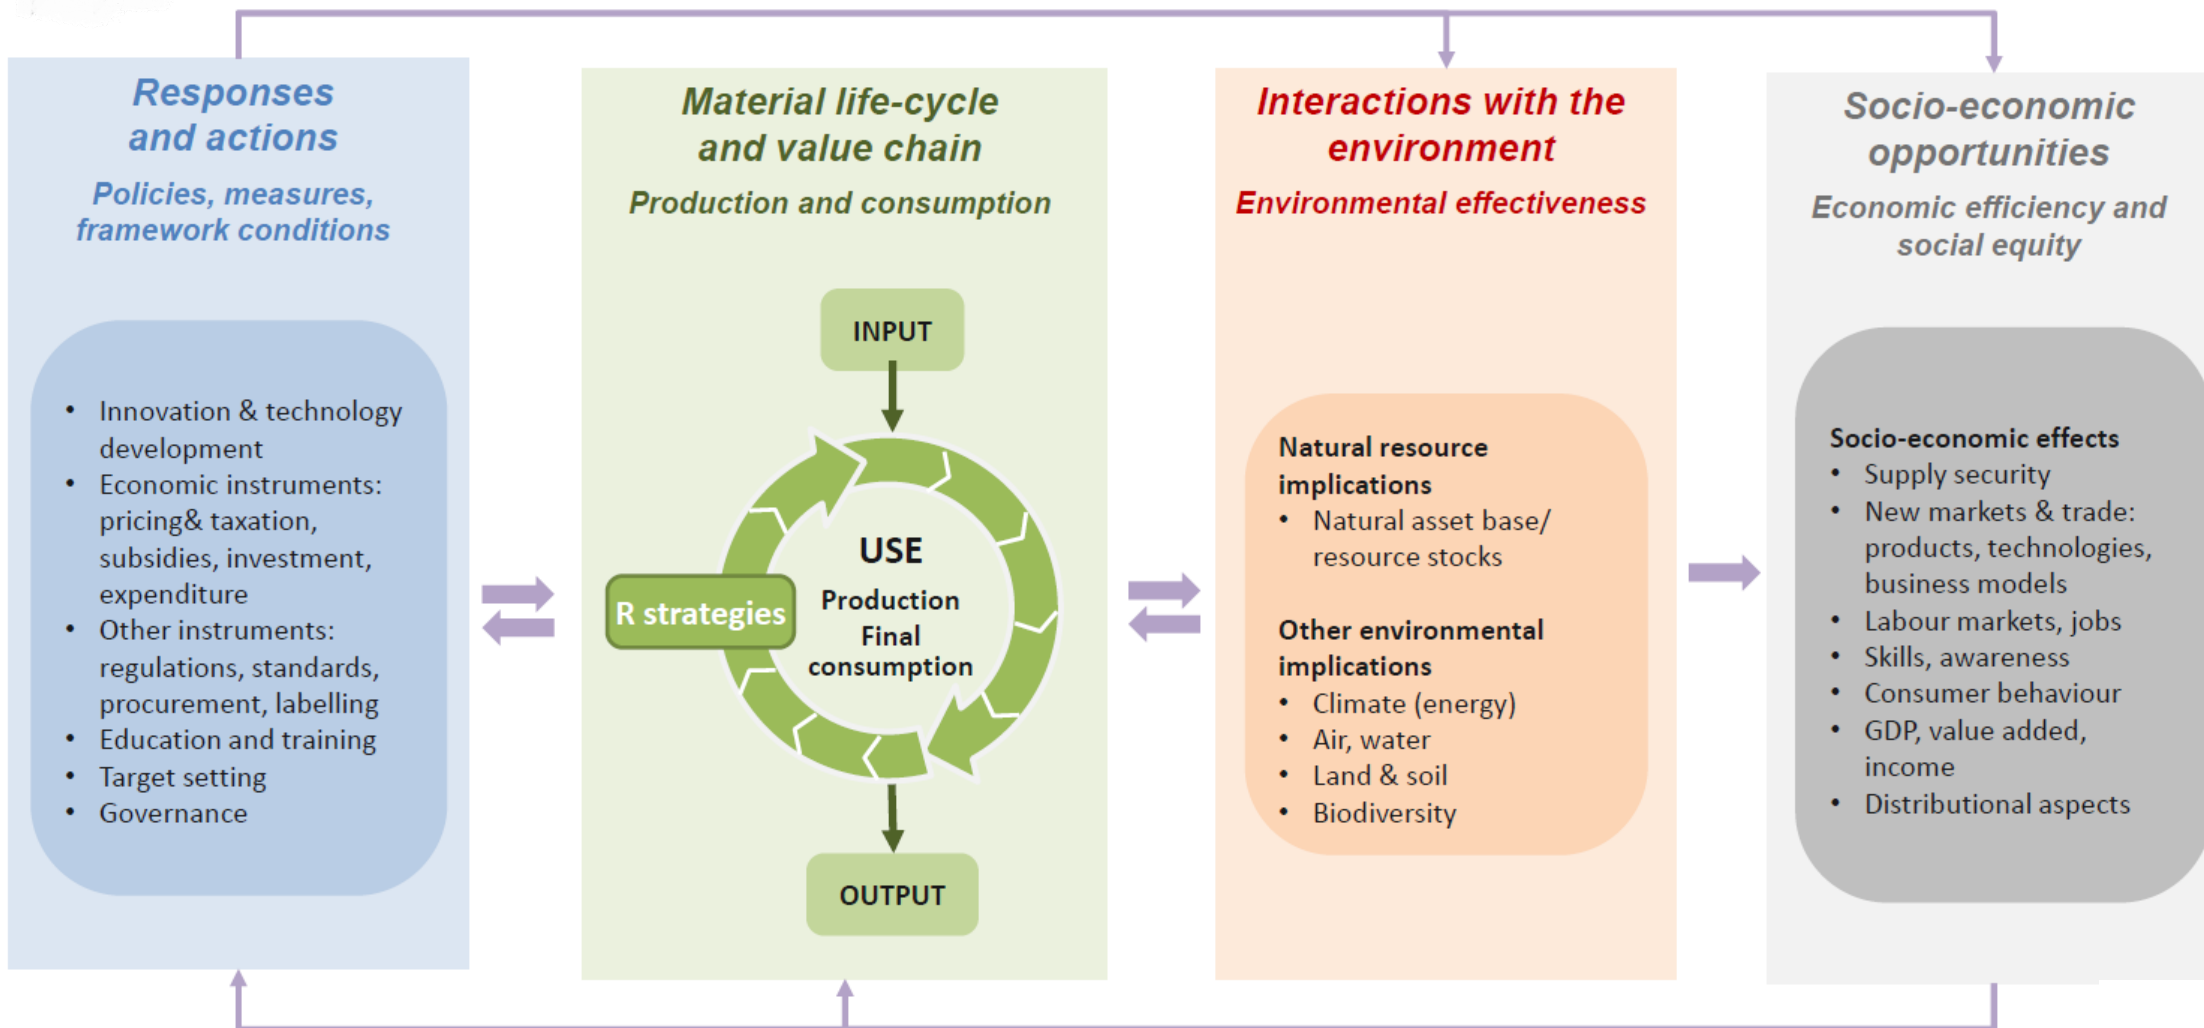 Responses
and actions
Policies, measures,
framework conditions
• Innovation & technology
development
• Economic instruments:
pricing& taxation,
subsidies, investment,
expenditure
• Other instruments:
regulations, standards,
procurement, labelling
• Education and training
• Target setting
• Governance
Material life-cycle
and value chain
Production and consumption
INPUT
USE
Production
Final
consumption
R strategies
OUTPUT
Interactions with the
environment
Environmental effectiveness
Natural resource
implications
• Natural asset base/
resource stocks
Other environmental
implications
• Climate (energy)
• Air, water
• Land & soil
• Biodiversity
Socio-economic
opportunities
Economic efficiency and
social equity
Socio-economic effects
• Supply security
• New markets & trade:
products, technologies,
business models
• Labour markets, jobs
• Skills, awareness
• Consumer behaviour
• GDP, value added,
income
• Distributional aspects